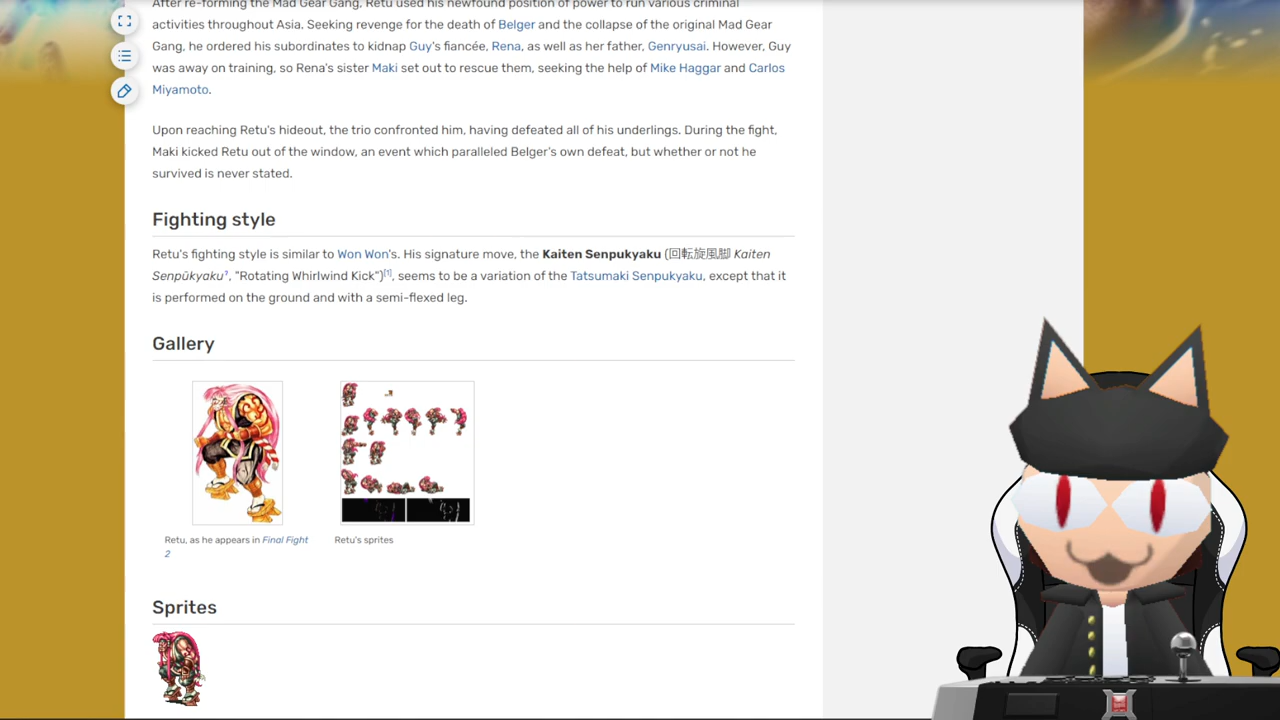 After re-forming the Mad Gear Gang, Retu used his newfound position of power to run various criminal
activities throughout Asia. Seeking revenge for the death of Belger and the collapse of the original Mad Gear
Gang, he ordered his subordinates to kidnap Guy's fiancée, Rena, as well as her father, Genryusai. However, Guy
was away on training, so Rena's sister Maki set out to rescue them, seeking the help of Mike Haggar and Carlos
Miyamoto.
Upon reaching Retu's hideout, the trio confronted him, having defeated all of his underlings. During the fight,
Maki kicked Retu out of the window, an event which paralleled Belger's own defeat, but whether or not he
survived is never stated.
Fighting style
Retu's fighting style is similar to Won Won's. His signature move, the Kaiten Senpukyaku (回転旋風脚 Kaiten
Senpūkyaku?, "Rotating Whirlwind Kick")[1], seems to be a variation of the Tatsumaki Senpukyaku, except that it
is performed on the ground and with a semi-flexed leg.
Gallery
Retu, as he appears in Final Fight
2
Retu's sprites
Sprites